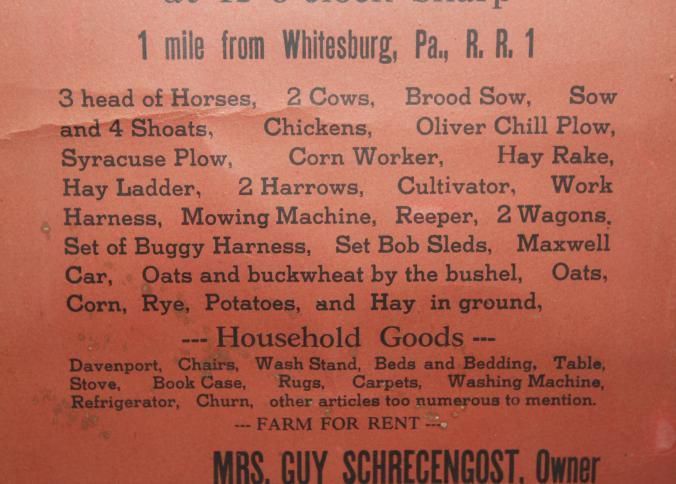 at 12 o'clock sharp
1 mile from Whitesburg, Pa., R. R. 1
3 head of Horses, 2 Cows, Brood Sow, Sow
and 4 Shoats, Chickens, Oliver Chill Plow,
Syracuse Plow, Corn Worker, Hay Rake,
Hay Ladder, 2 Harrows, Cultivator, Work
Harness, Mowing Machine, Reeper, 2 Wagons,
Set of Buggy Harness, Set Bob Sleds, Maxwell
Car, Oats and buckwheat by the bushel, Oats,
Corn, Rye, Potatoes, and Hay in ground,
--- Household Goods ---
Davenport, Chairs, Wash Stand, Beds and Bedding, Table,
Stove, Book Case, Rugs, Carpets, Washing Machine,
Refrigerator, Churn, other articles too numerous to mention.
--- FARM FOR RENT ---
MRS. GUY SCHRECENGOST, Owner